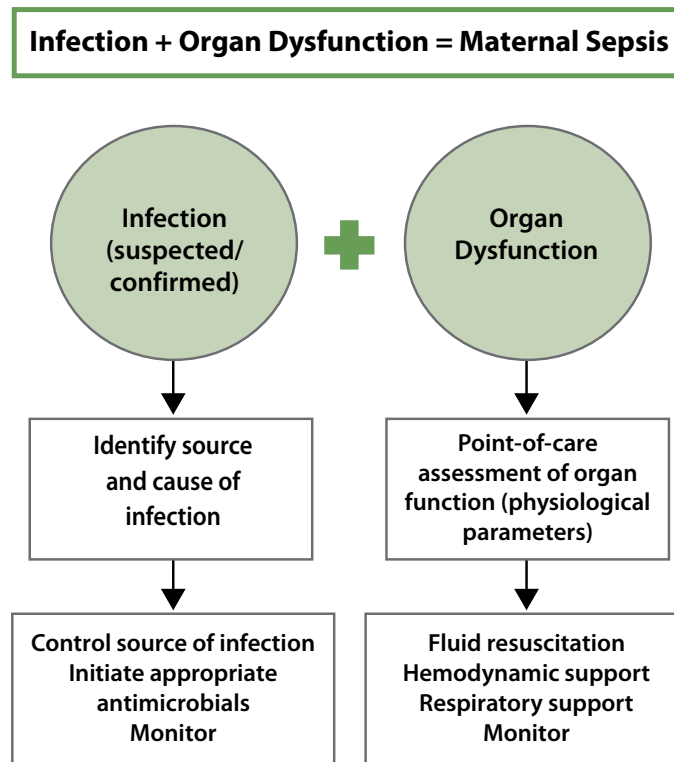 Infection + Organ Dysfunction = Maternal Sepsis
Infection
(suspected/
confirmed)
Organ
Dysfunction
Identify source
and cause of
infection
Point-of-care
assessment of organ
function (physiological
parameters)
Control source of infection
Initiate appropriate
antimicrobials
Monitor
Fluid resuscitation
Hemodynamic support
Respiratory support
Monitor